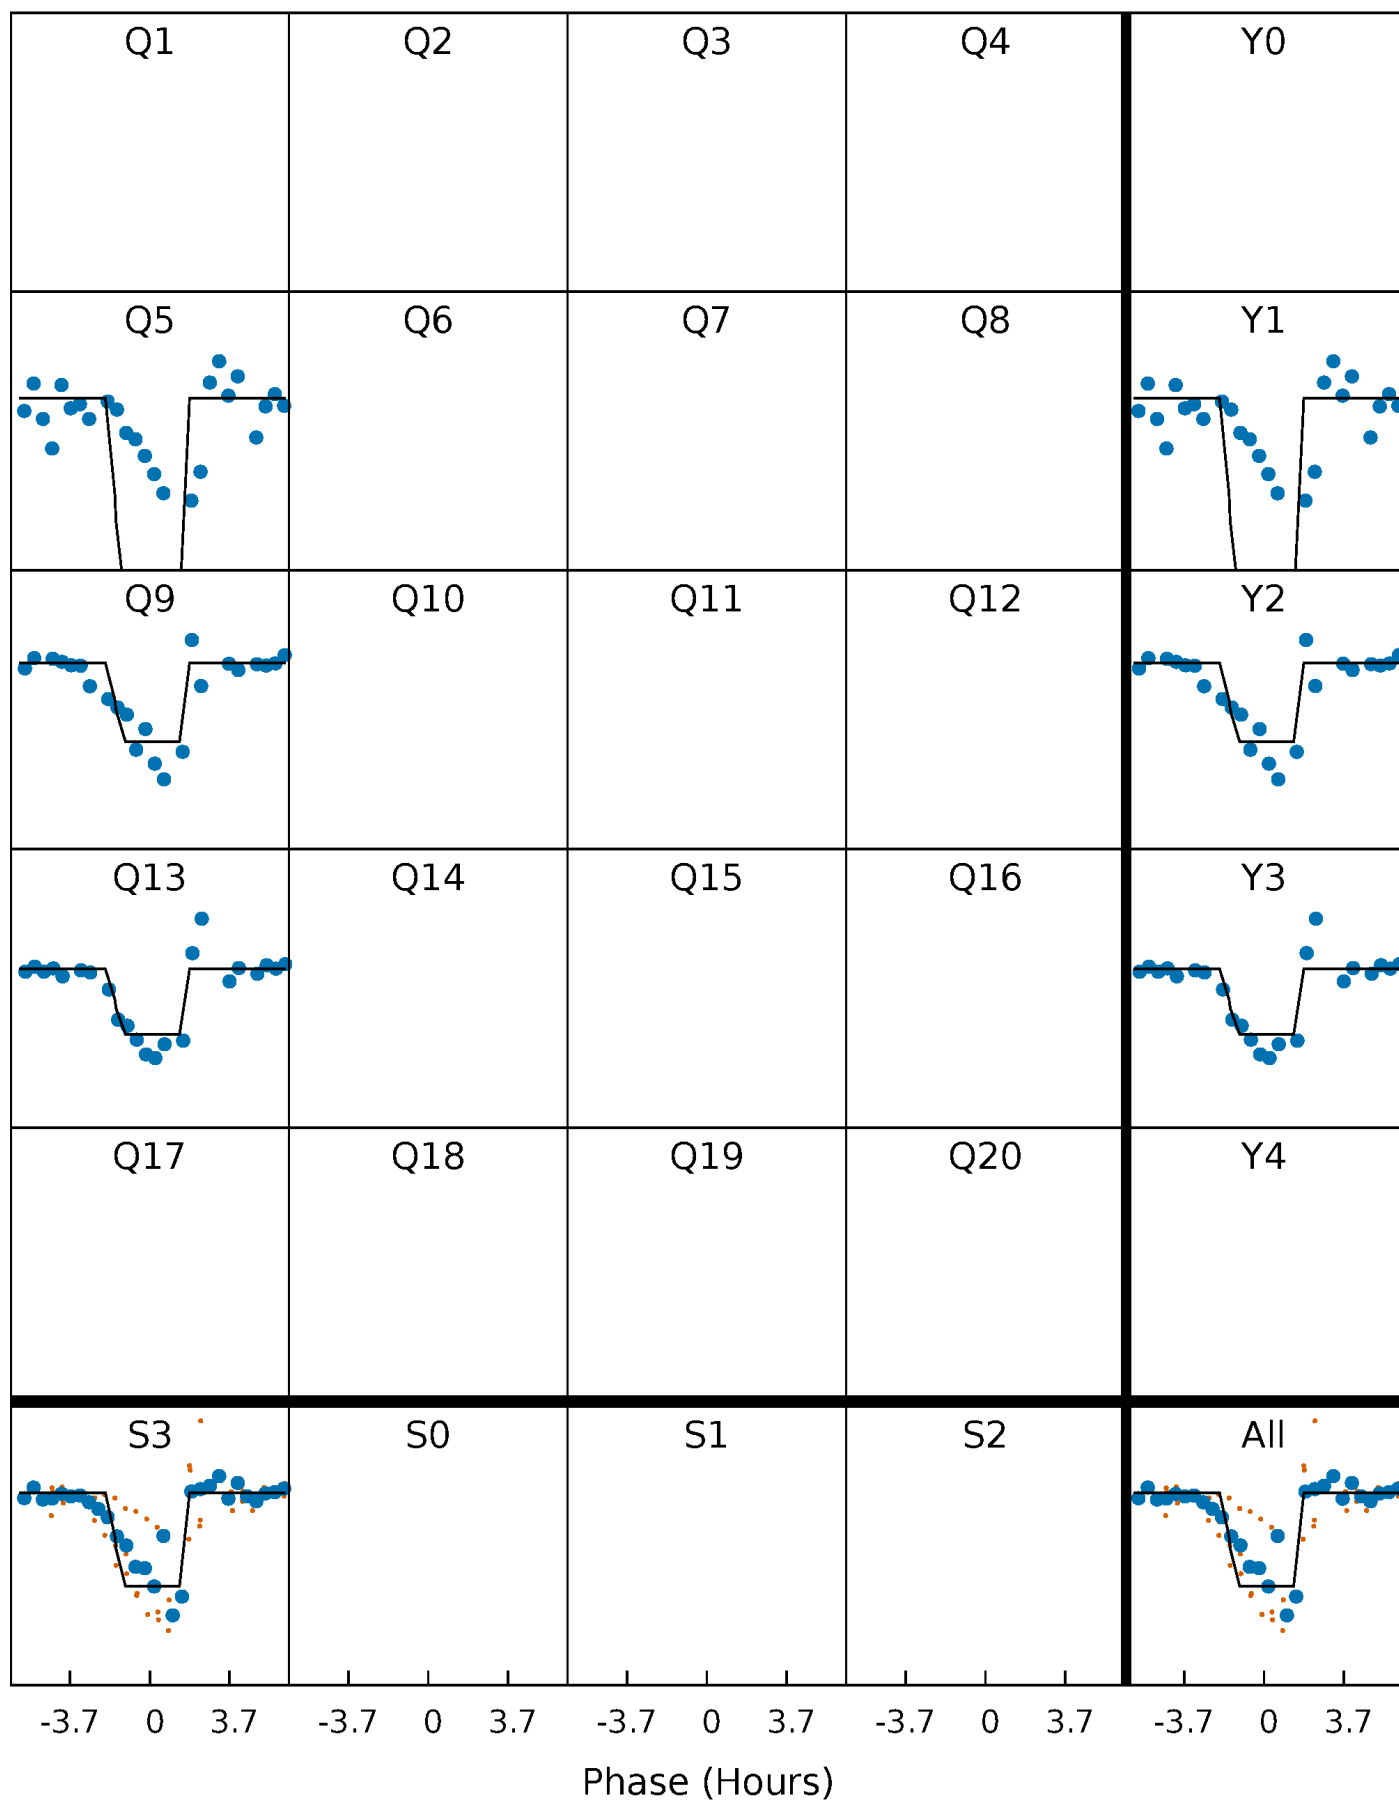 Q1 Q2 Q3 Q4 Y0
Q5 Q6 Q7 Q8 Y1
Q9 Q10 Q11 Q12 Y2
Q13 Q14 Q15 Q16 Y3
Q17 Q18 Q19 Q20 Y4
S3 S0 S1 S2 All
-3.7 0 3.7 -3.7 0 3.7 -3.7 0 3.7 -3.7 0 3.7 -3.7 0 3.7
Phase (Hours)